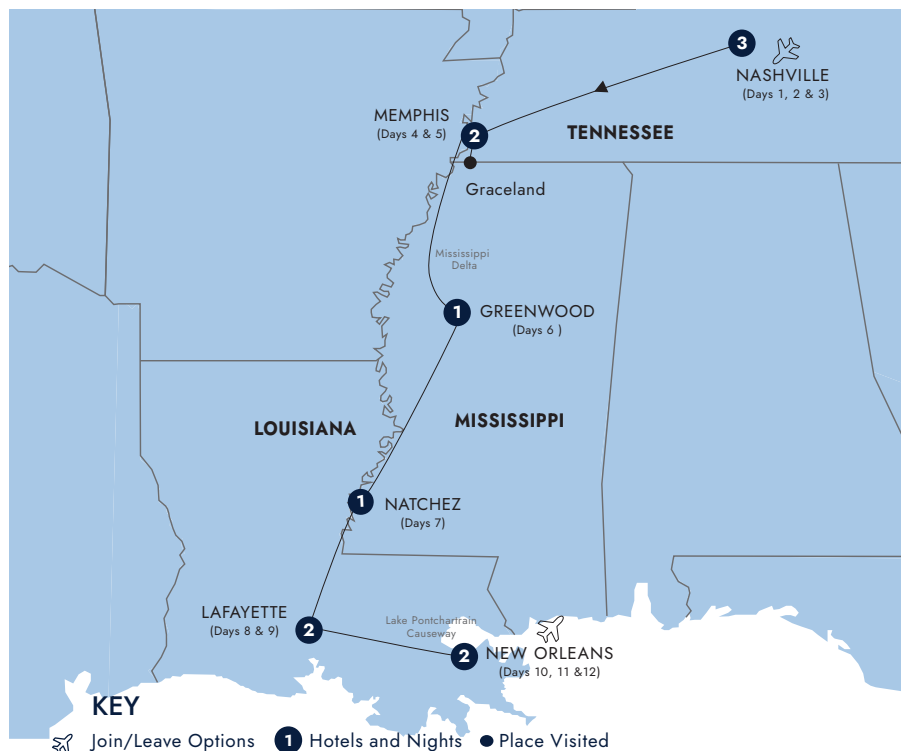 3
NASHVILLE
(Days 1, 2 & 3)
MEMPHIS
(Days 4 & 5)
2
TENNESSEE
Graceland
Mississippi
Delta
1
GREENWOOD
(Days 6 )
LOUISIANA
MISSISSIPPI
1
NATCHEZ
(Days 7)
LAFAYETTE
(Days 8 & 9)
2
Lake Pontchartrain
Causeway
2
NEW ORLEANS
(Days 10, 11 &12)
KEY
Join/Leave Options
1
Hotels and Nights
Place Visited